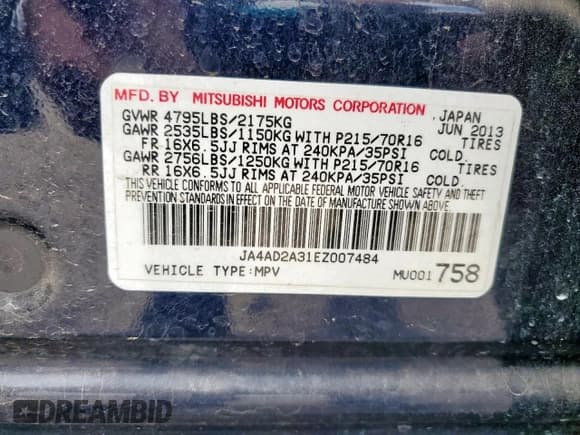 MFD. BY MITSUBISHI MOTORS CORPORATION JAPAN
GVWR 4795LBS/2175KG JUN 2013
GAWR 2535LBS/1150KG WITH P215/70R16 TIRES
FR 16X6.5JJ RIMS AT 240KPA/35PSI COLD.
GAWR 2756LBS/1250KG WITH P215/70R16 TIRES
RR 16X6.5JJ RIMS AT 240KPA/35PSI COLD.
THIS VEHICLE CONFORMS TO ALL APPLICABLE FEDERAL MOTOR VEHICLE SAFETY AND THEFT
PREVENTION STANDARDS IN EFFECT ON THE DATE OF MANUFACTURE SHOWN ABOVE.
JA4AD2A31EZ007484
VEHICLE TYPE:MPV MU001 758
DREAMBID